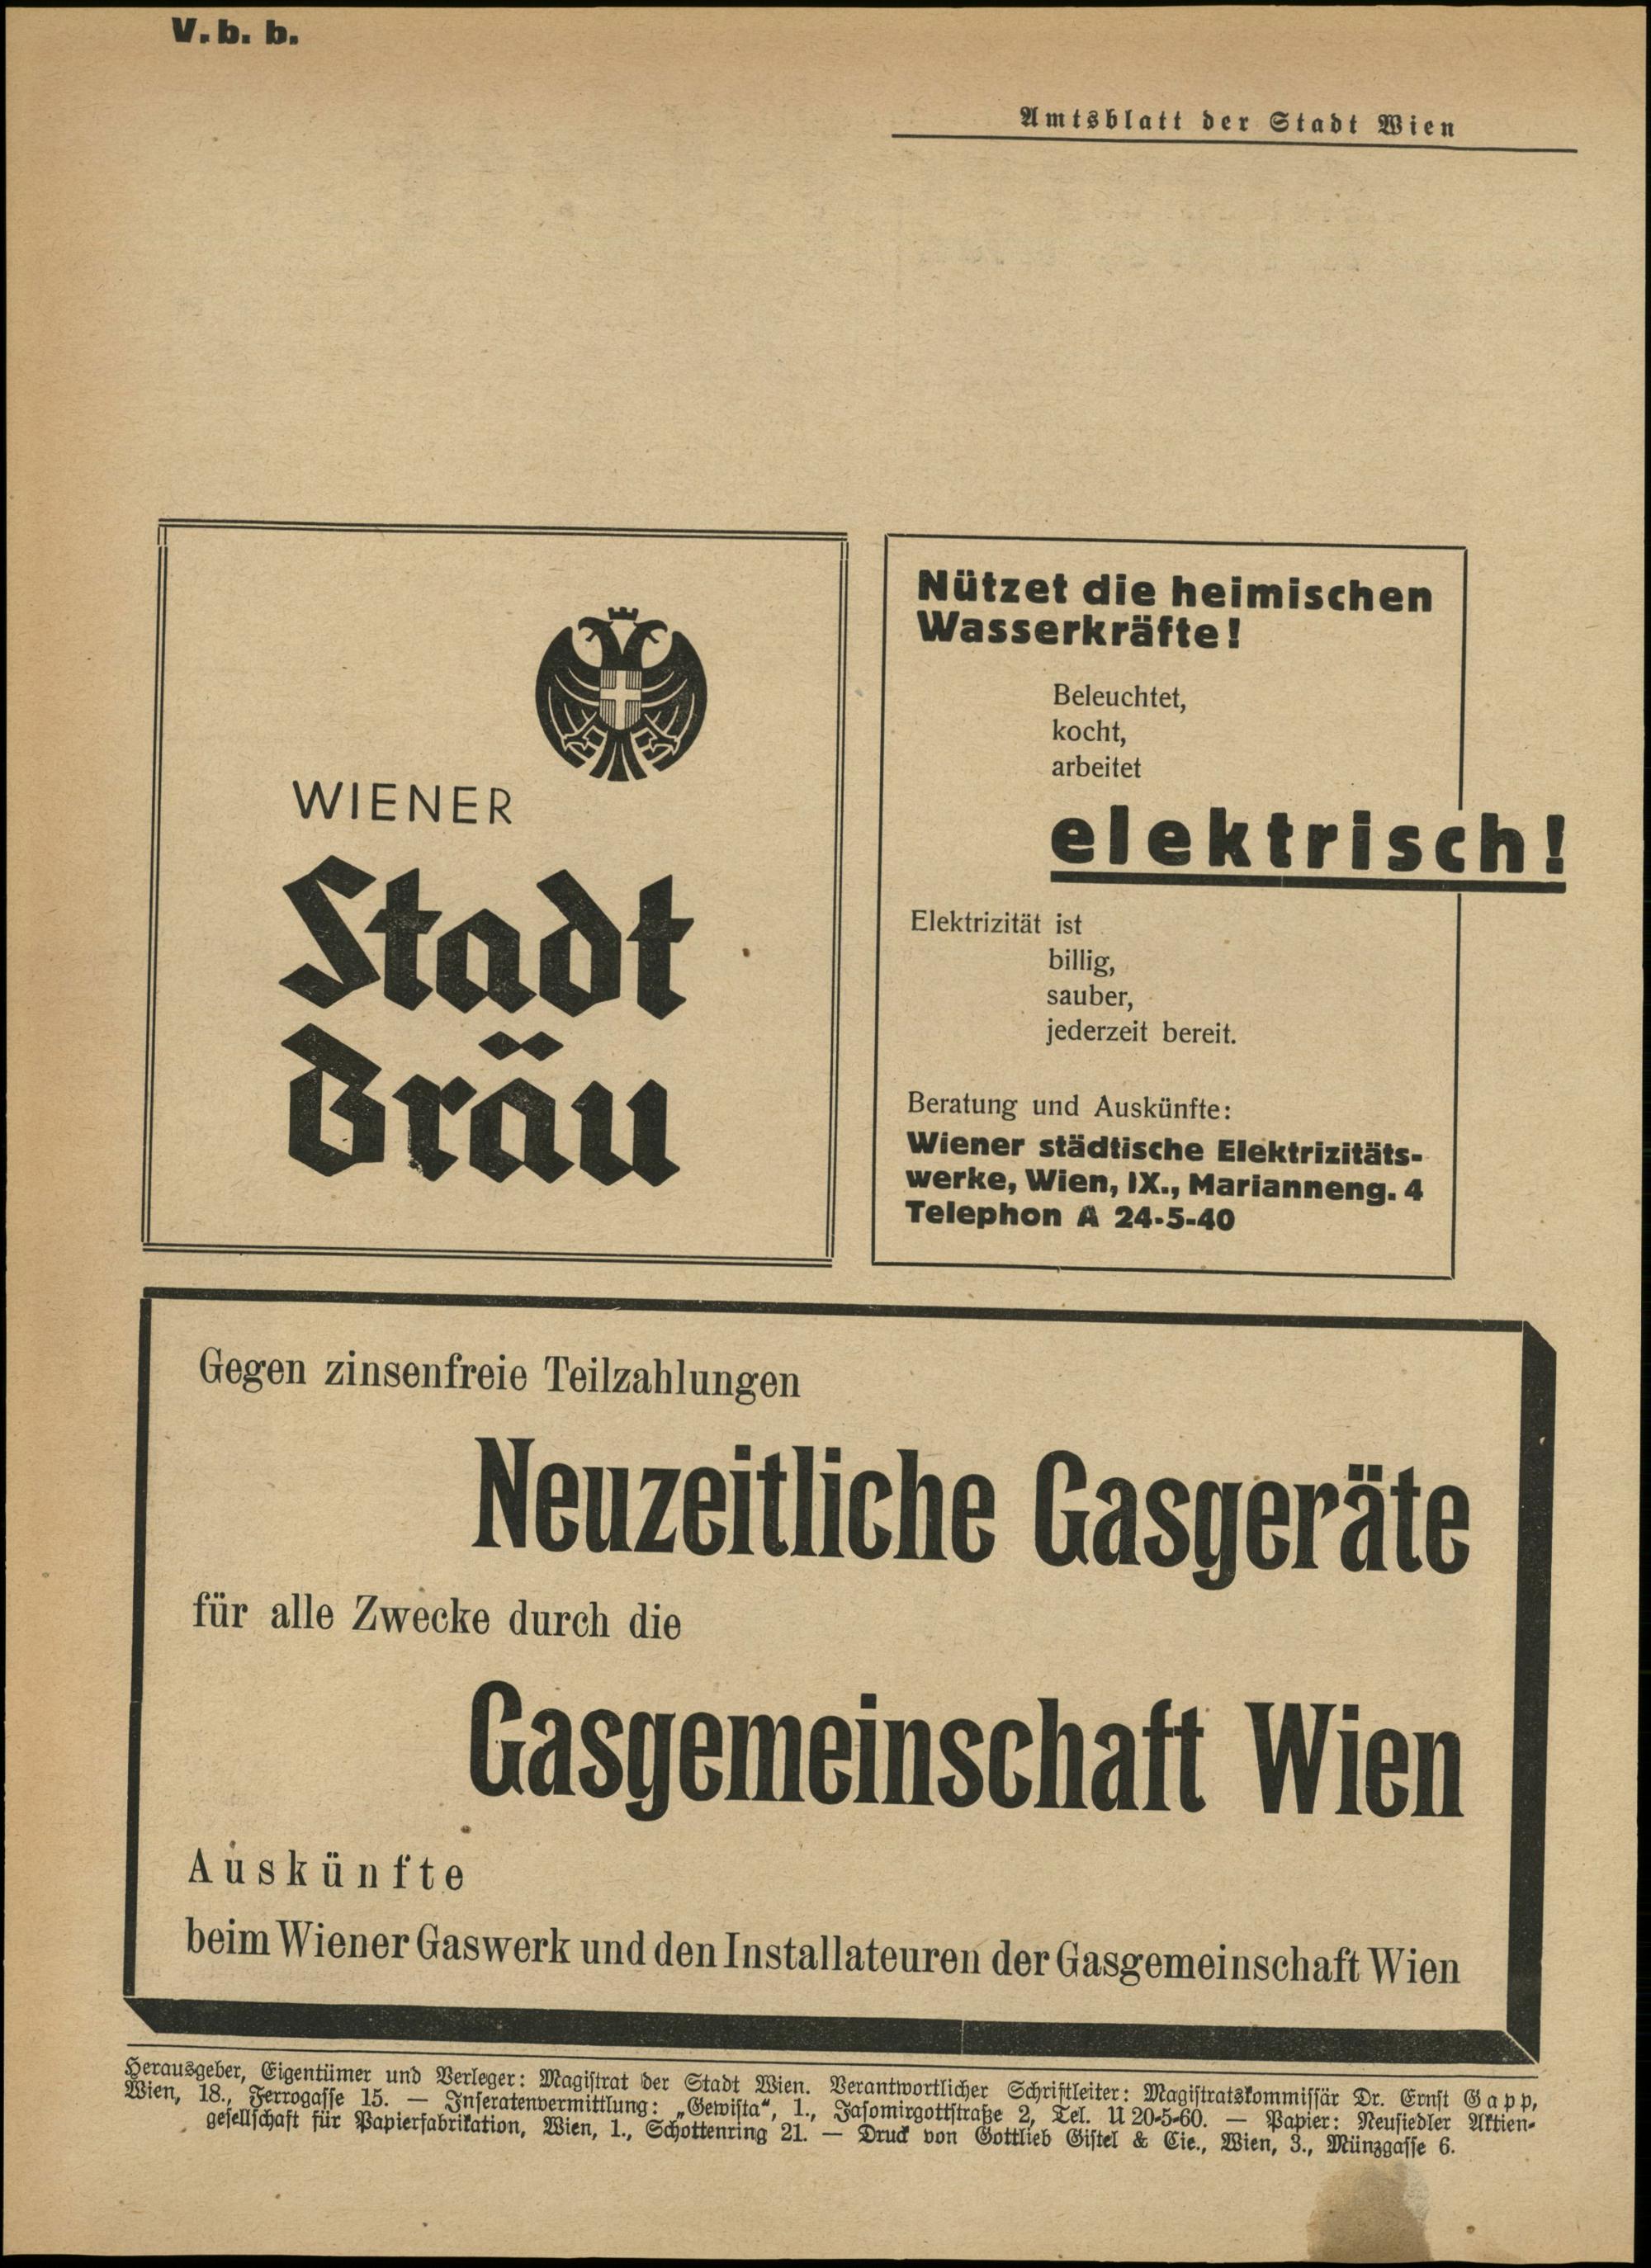 V. b. b.
Amtsblatt der Stadt Wien
WIENER
Stadt
Bräu
Nützet die heimischen
Wasserkräfte!
Beleuchtet,
kocht,
arbeitet
elektrisch!
Elektrizität ist
billig,
sauber,
jederzeit bereit.
Beratung und Auskünfte:
Wiener städtische Elektrizitäts-
werke, Wien, IX., Marianneng. 4
Telephon A 24-5-40
Gegen zinsenfreie Teilzahlungen
Neuzeitliche Gasgeräte
für alle Zwecke durch die
Gasgemeinschaft Wien
Auskünfte
beim Wiener Gaswerk und den Installateuren der Gasgemeinschaft Wien
Herausgeber, Eigentümer und Verleger: Magistrat der Stadt Wien. Verantwortlicher Schriftleiter: Magistratskommissär Dr. Ernst Gapp,
Wien, 18., Ferrogasse 15. — Inseratenvermittlung: „Gewista“, 1., Jasomirgottstraße 2, Tel. U 20-5-60. — Papier: Neusiedler Aktien-
gesellschaft für Papierfabrikation, Wien, 1., Schottenring 21. — Druck von Gottlieb Gistel & Cie., Wien, 3., Münzgasse 6.